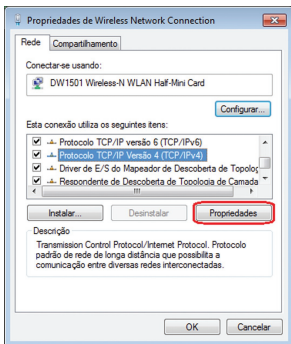 Propriedades de Wireless Network Connection
Rede Compartilhamento
Conectar-se usando:
DW1501 Wireless-N WLAN Half-Mini Card
Configurar...
Esta conexão utiliza os seguintes itens:
Protocolo TCP/IP versão 6 (TCP/IPv6)
Protocolo TCP/IP Versão 4 (TCP/IPv4)
Driver de E/S do Mapeador de Descoberta de Topolog
Respondente de Descoberta de Topologia de Camada
Instalar... Desinstalar Propriedades
Descrição
Transmission Control Protocol/Internet Protocol. Protocolo
padrão de rede de longa distância que possibilita a
comunicação entre diversas redes interconectadas.
OK Cancelar